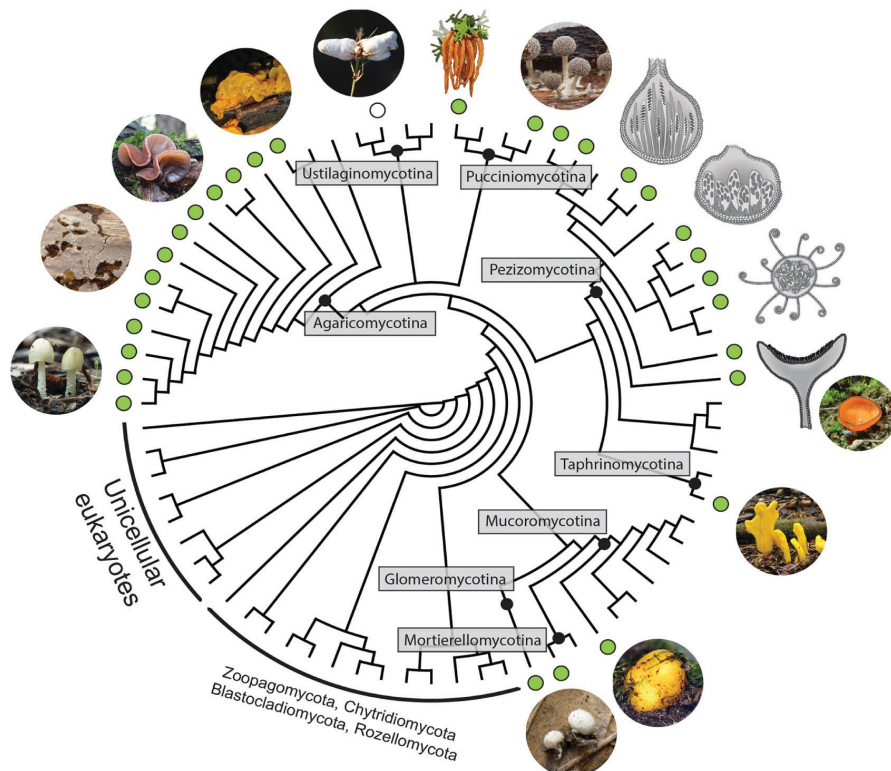 Ustilaginomycotina
Pucciniomycotina
Pezizomycotina
Agaricomycotina
Taphrinomycotina
Mucoromycotina
Glomeromycotina
Mortierellomycotina
Unicellular
eukaryotes
Zoopagomycota, Chytridiomycota
Blastocladiomycota, Rozellomycota